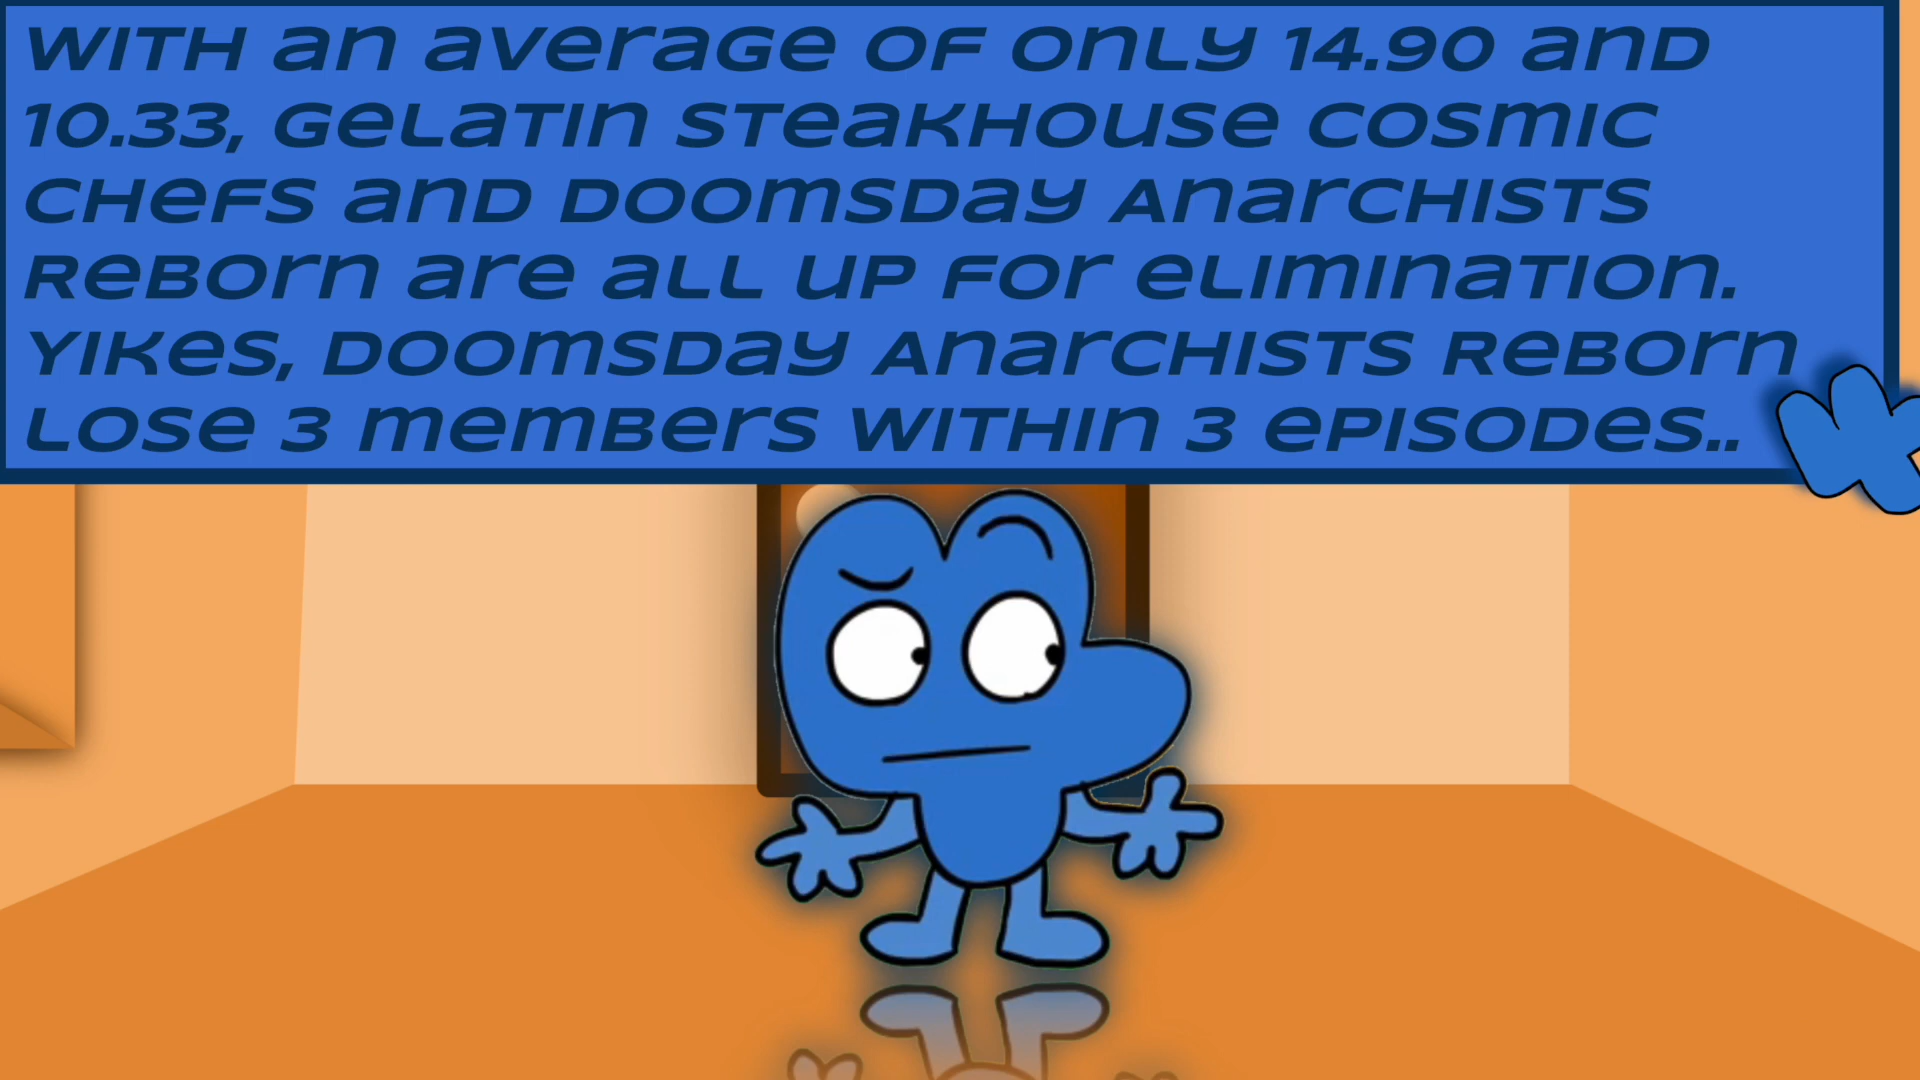 WITH an average OF only 14.90 and
10.33, Gelatin Steakhouse Cosmic
Chefs and Doomsday Anarchists
Reborn are all up for elimination.
Yikes, Doomsday Anarchists Reborn
lose 3 members within 3 episodes..